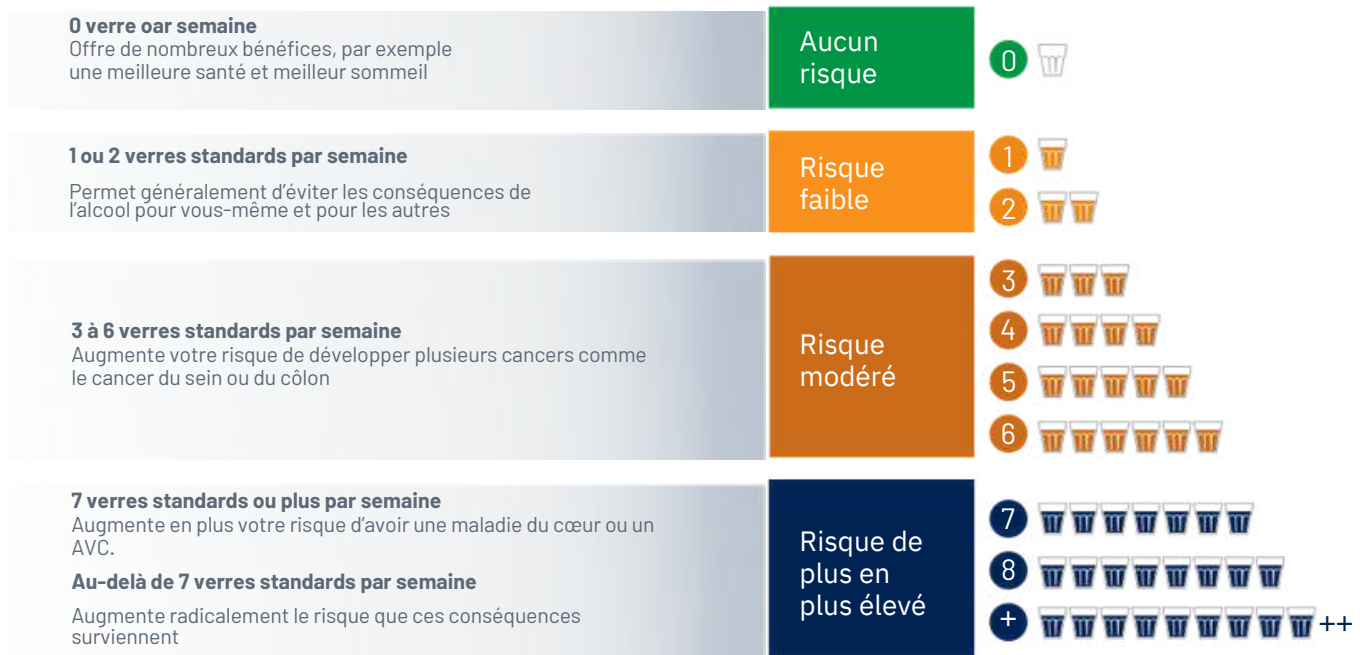 0 verre oar semaine
Offre de nombreux bénéfices, par exemple
une meilleure santé et meilleur sommeil
Aucun
risque
0
1 ou 2 verres standards par semaine
Permet généralement d'éviter les conséquences de
l'alcool pour vous-même et pour les autres
Risque
faible
1
2
3 à 6 verres standards par semaine
Augmente votre risque de développer plusieurs cancers comme
le cancer du sein ou du côlon
Risque
modéré
3
4
5
6
7 verres standards ou plus par semaine
Augmente en plus votre risque d'avoir une maladie du cœur ou un
AVC.
Au-delà de 7 verres standards par semaine
Augmente radicalement le risque que ces conséquences
surviennent
Risque de
plus en
plus élevé
7
8
+ ++